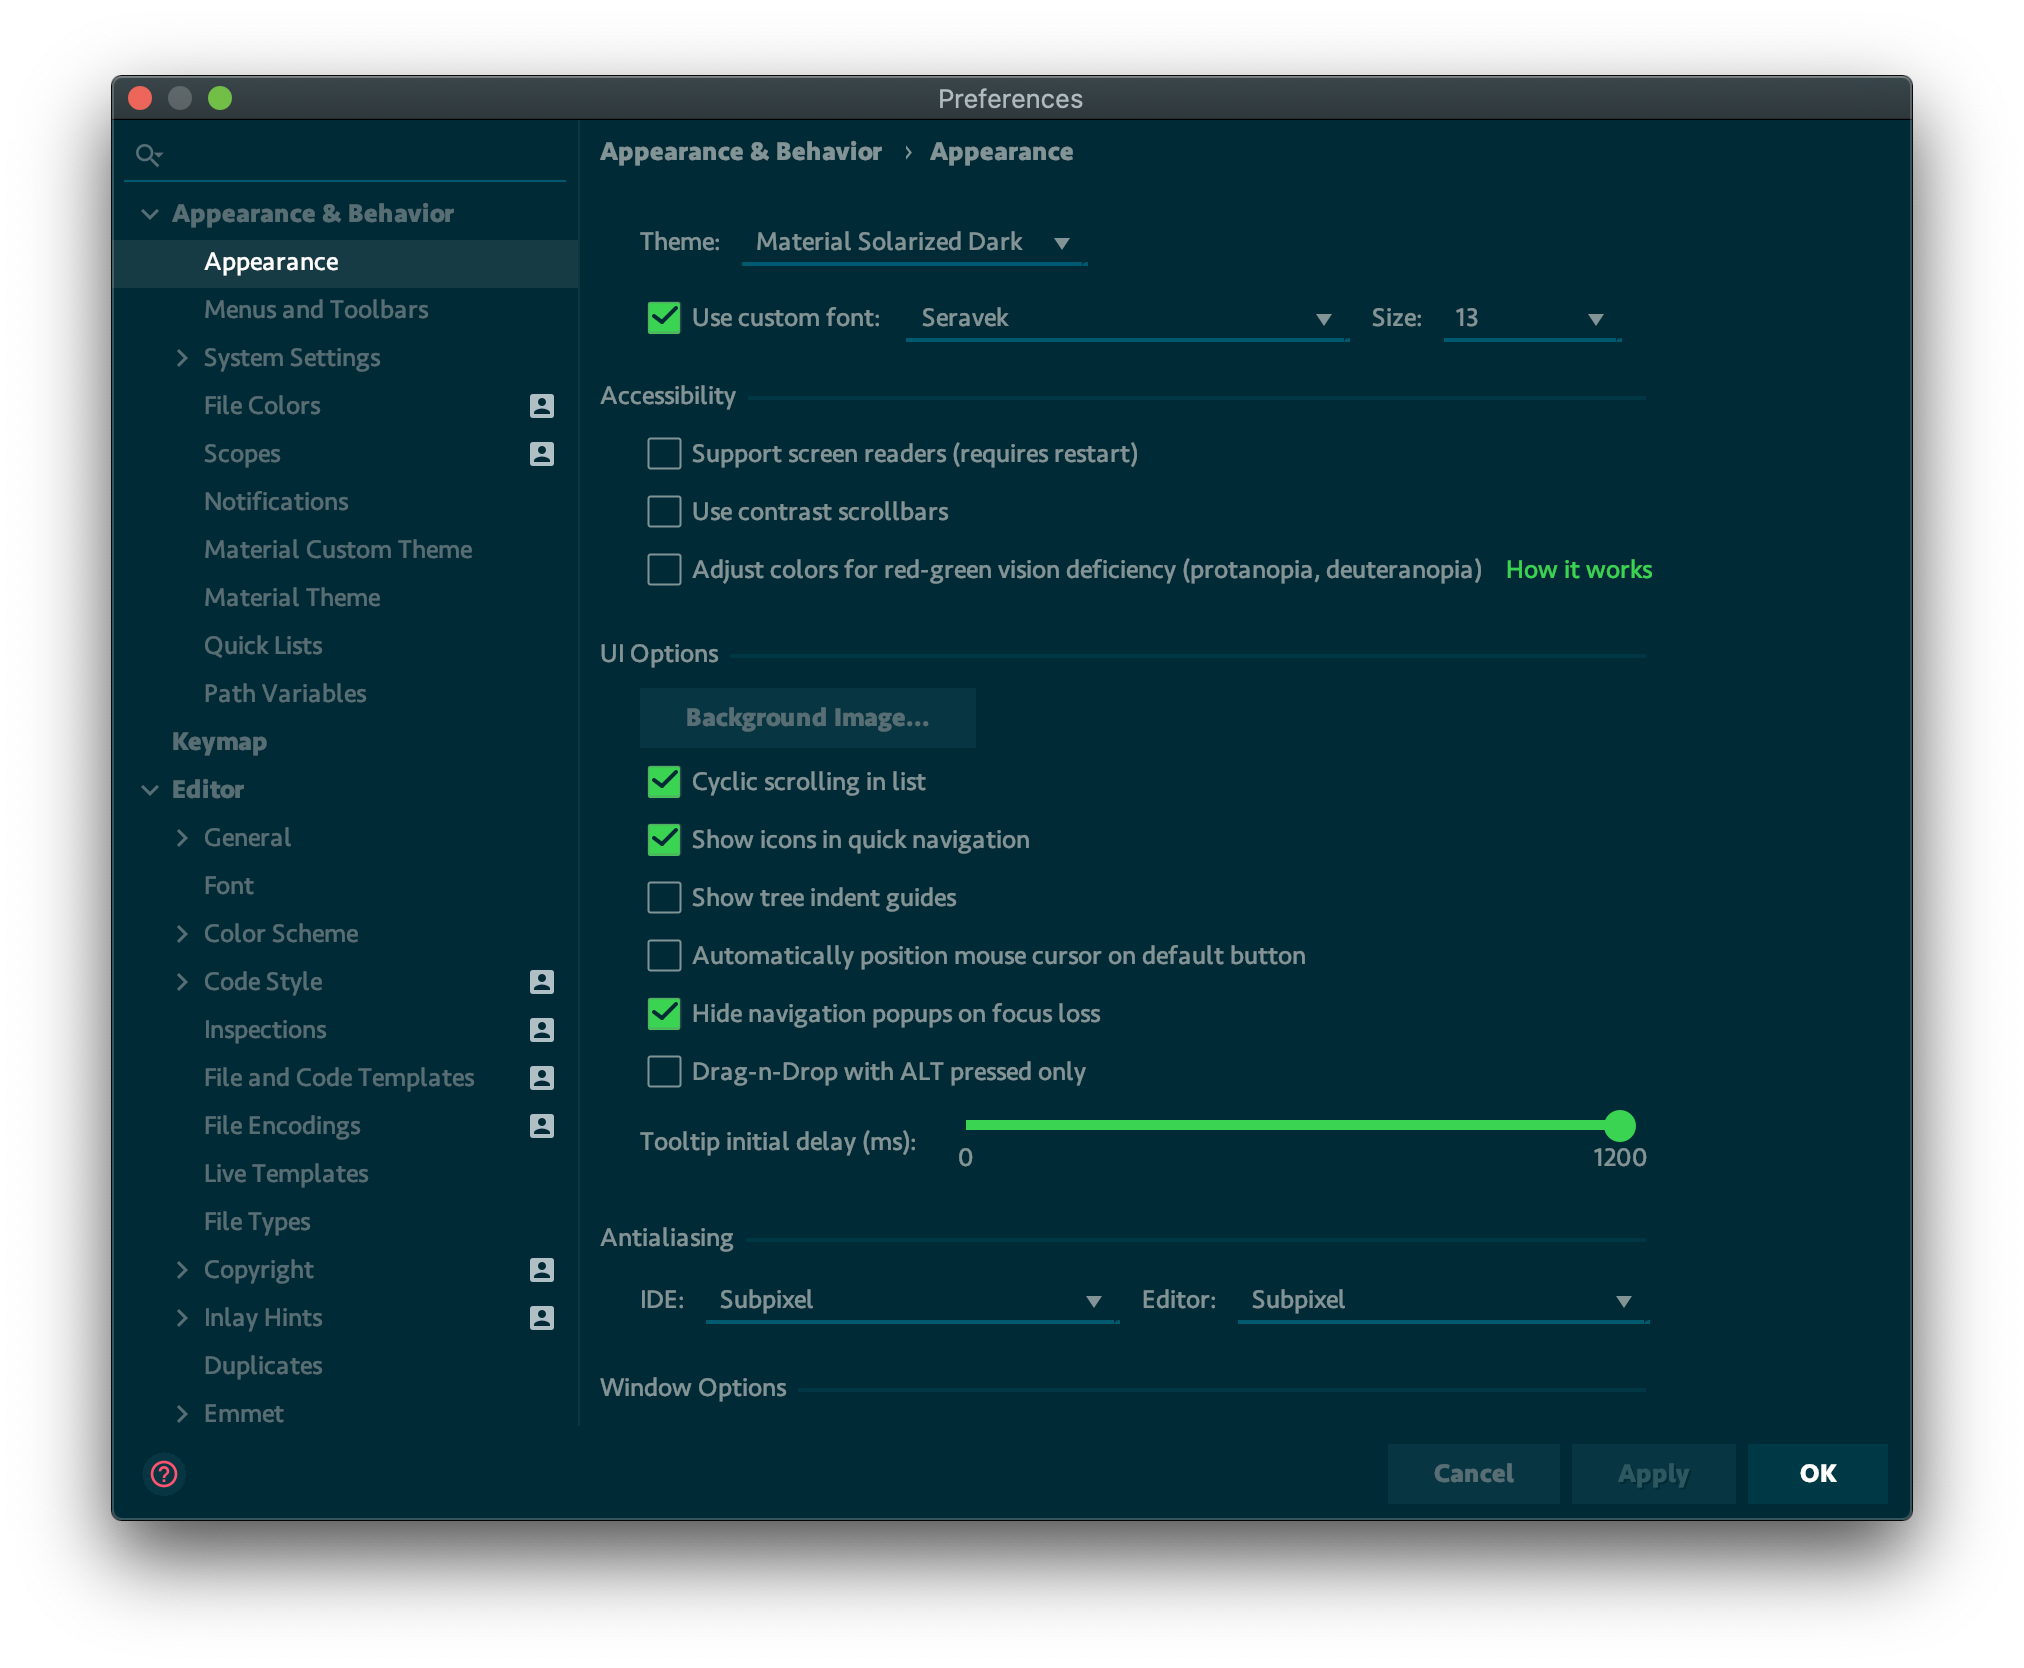 Preferences
Appearance & Behavior
Appearance
Menus and Toolbars
System Settings
File Colors
Scopes
Notifications
Material Custom Theme
Material Theme
Quick Lists
Path Variables
Keymap
Editor
General
Font
Color Scheme
Code Style
Inspections
File and Code Templates
File Encodings
Live Templates
File Types
Copyright
Inlay Hints
Duplicates
Emmet
Appearance & Behavior › Appearance
Theme: Material Solarized Dark
Use custom font: Seravek Size: 13
Accessibility
Support screen readers (requires restart)
Use contrast scrollbars
Adjust colors for red-green vision deficiency (protanopia, deuteranopia) How it works
UI Options
Background Image...
Cyclic scrolling in list
Show icons in quick navigation
Show tree indent guides
Automatically position mouse cursor on default button
Hide navigation popups on focus loss
Drag-n-Drop with ALT pressed only
Tooltip initial delay (ms):
0 1200
Antialiasing
IDE: Subpixel Editor: Subpixel
Window Options
? Cancel Apply OK